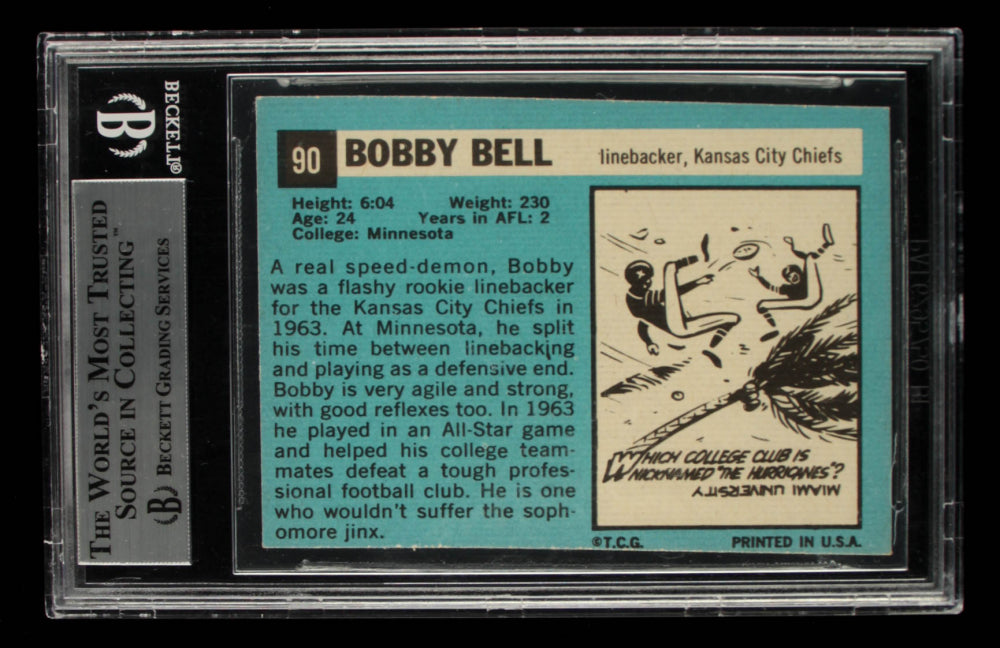 BECKETT®
B
THE WORLD'S MOST TRUSTED
SOURCE IN COLLECTING™
B BECKETT GRADING SERVICES
90 BOBBY BELL linebacker, Kansas City Chiefs
Height: 6:04 Weight: 230
Age: 24 Years in AFL: 2
College: Minnesota
A real speed-demon, Bobby
was a flashy rookie linebacker
for the Kansas City Chiefs in
1963. At Minnesota, he split
his time between linebacking
and playing as a defensive end.
Bobby is very agile and strong,
with good reflexes too. In 1963
he played in an All-Star game
and helped his college team-
mates defeat a tough profes-
sional football club. He is one
who wouldn't suffer the soph-
omore jinx.
WHICH COLLEGE CLUB IS
NICKNAMED "THE HURRICANES"?
MIAMI UNIVERSITY
©T.C.G. PRINTED IN U.S.A.